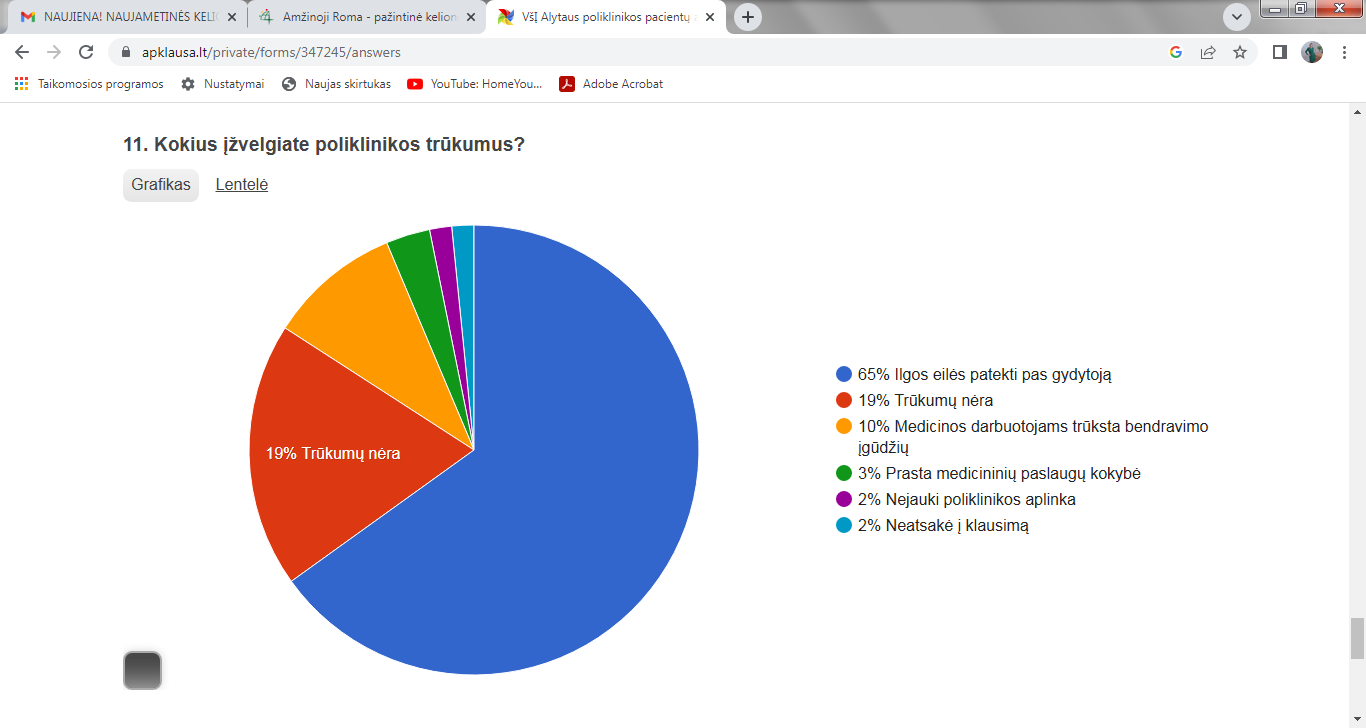 NAUJIENA! NAUJAMETINĖS KELI
Amžinoji Roma - pažintinė kelion
VšĮ Alytaus poliklinikos pacientų
apklausa.lt/private/forms/347245/answers
Taikomosios programos
Nustatymai
Naujas skirtukas
YouTube: HomeYou...
Adobe Acrobat
11. Kokius įžvelgiate poliklinikos trūkumus?
Grafikas
Lentelė
19% Trūkumų nėra
65% Ilgos eilės patekti pas gydytoją
19% Trūkumų nėra
10% Medicinos darbuotojams trūksta bendravimo
įgūdžių
3% Prasta medicininių paslaugų kokybė
2% Nejauki poliklinikos aplinka
2% Neatsakė į klausimą